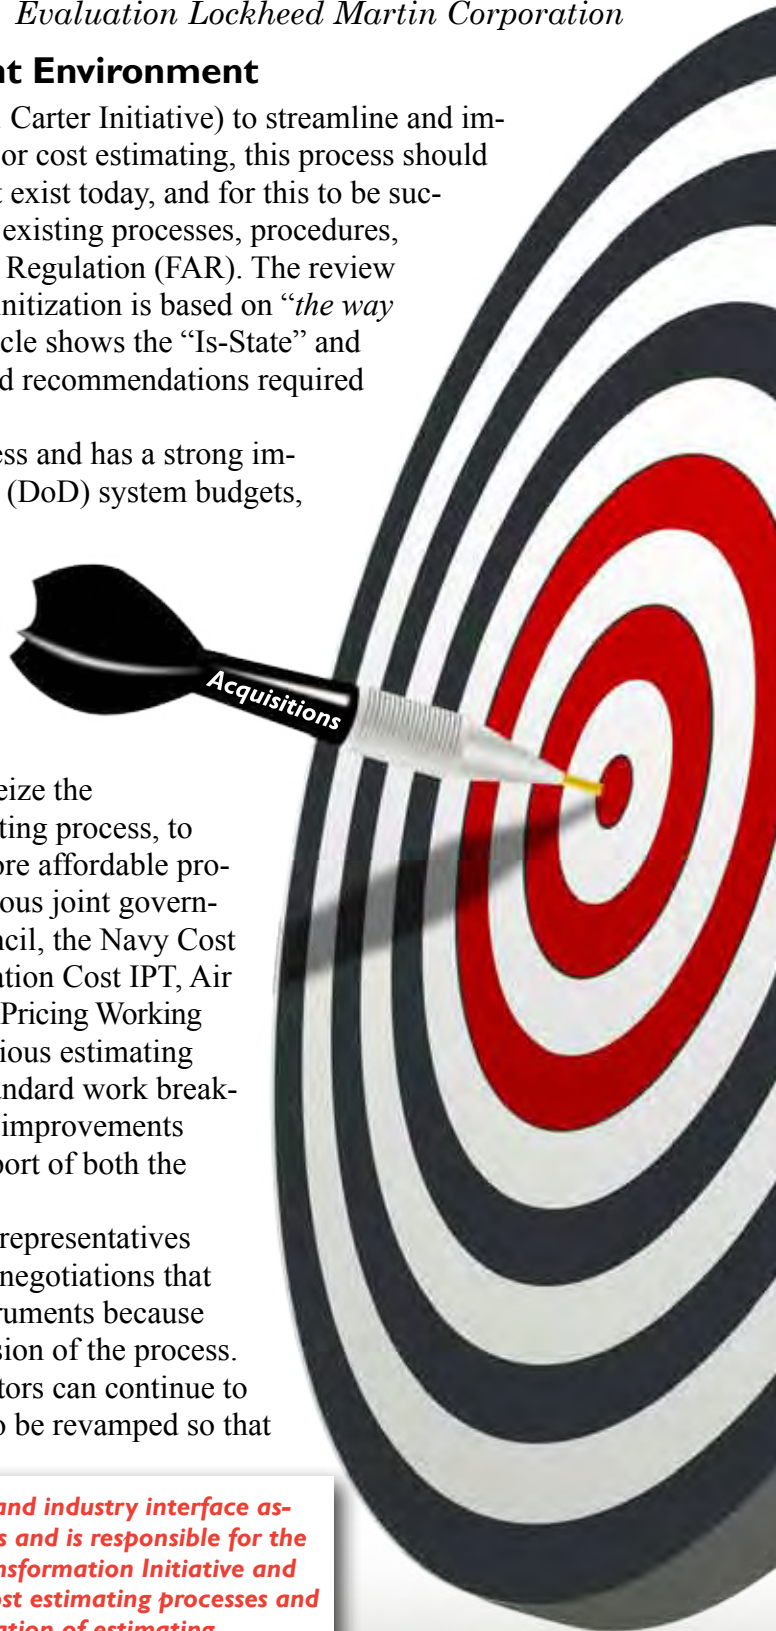 Evaluation Lockheed Martin Corporation
nt Environment
Carter Initiative) to streamline and im-
or cost estimating, this process should
t exist today, and for this to be suc-
existing processes, procedures,
Regulation (FAR). The review
initization is based on “the way
cle shows the “Is-State” and
d recommendations required
ess and has a strong im-
(DoD) system budgets,
Acquisitions
eize the
ting process, to
ore affordable pro-
ous joint govern-
ncil, the Navy Cost
ation Cost IPT, Air
Pricing Working
ious estimating
andard work break-
improvements
port of both the
representatives
negotiations that
ruments because
sion of the process.
tors can continue to
o be revamped so that
and industry interface as-
s and is responsible for the
nsformation Initiative and
ost estimating processes and
ation of estimating